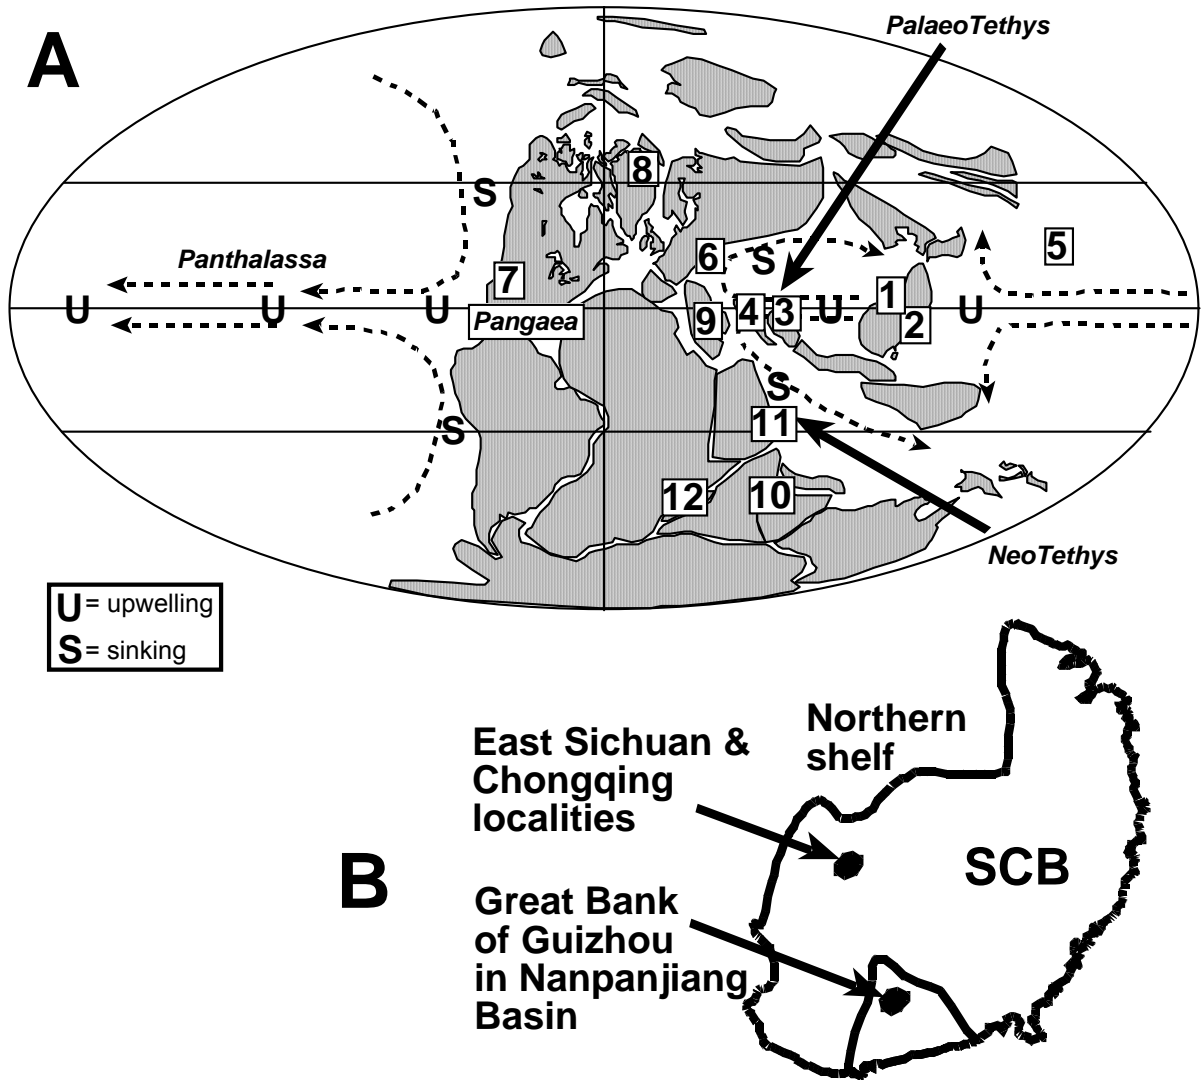 A
PalaeoTethys
8
S
5
6
S
Panthalassa
7
1
U
U
U
Pangaea
9
4
3
U
2
U
S
11
S
12
10
NeoTethys
U = upwelling
S = sinking
Northern
shelf
East Sichuan &
Chongqing
localities
SCB
B
Great Bank
of Guizhou
in Nanpanjiang
Basin